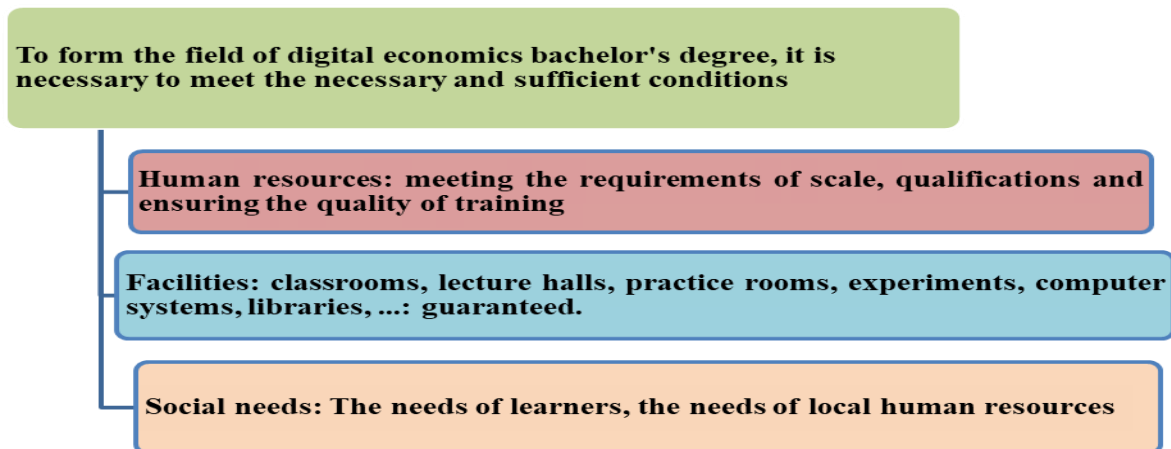 To form the field of digital economics bachelor's degree, it is
necessary to meet the necessary and sufficient conditions
Human resources: meeting the requirements of scale, qualifications and
ensuring the quality of training
Facilities: classrooms, lecture halls, practice rooms, experiments, computer
systems, libraries, ...: guaranteed.
Social needs: The needs of learners, the needs of local human resources